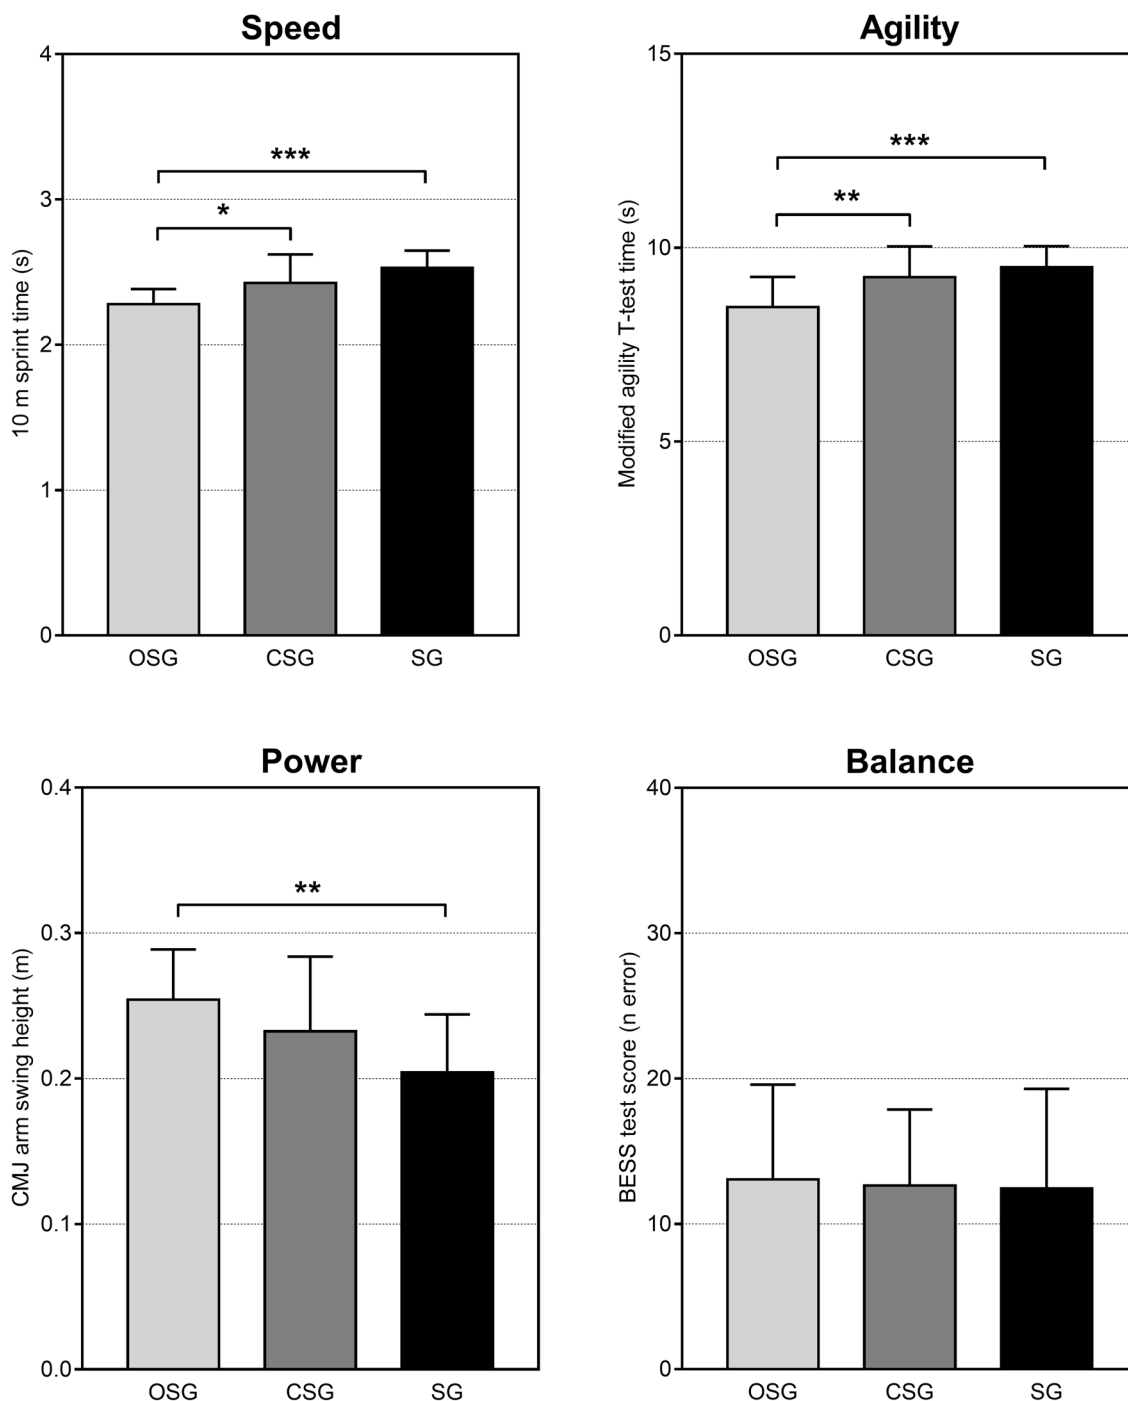 Speed
10 m sprint time (s)
4
3
2
1
0
***
*
OSG CSG SG
Agility
Modified agility T-test time (s)
15
10
5
0
***
**
OSG CSG SG
Power
CMJ arm swing height (m)
0.4
0.3
0.2
0.1
0.0
**
OSG CSG SG
Balance
BESS test score (n error)
40
30
20
10
0
OSG CSG SG